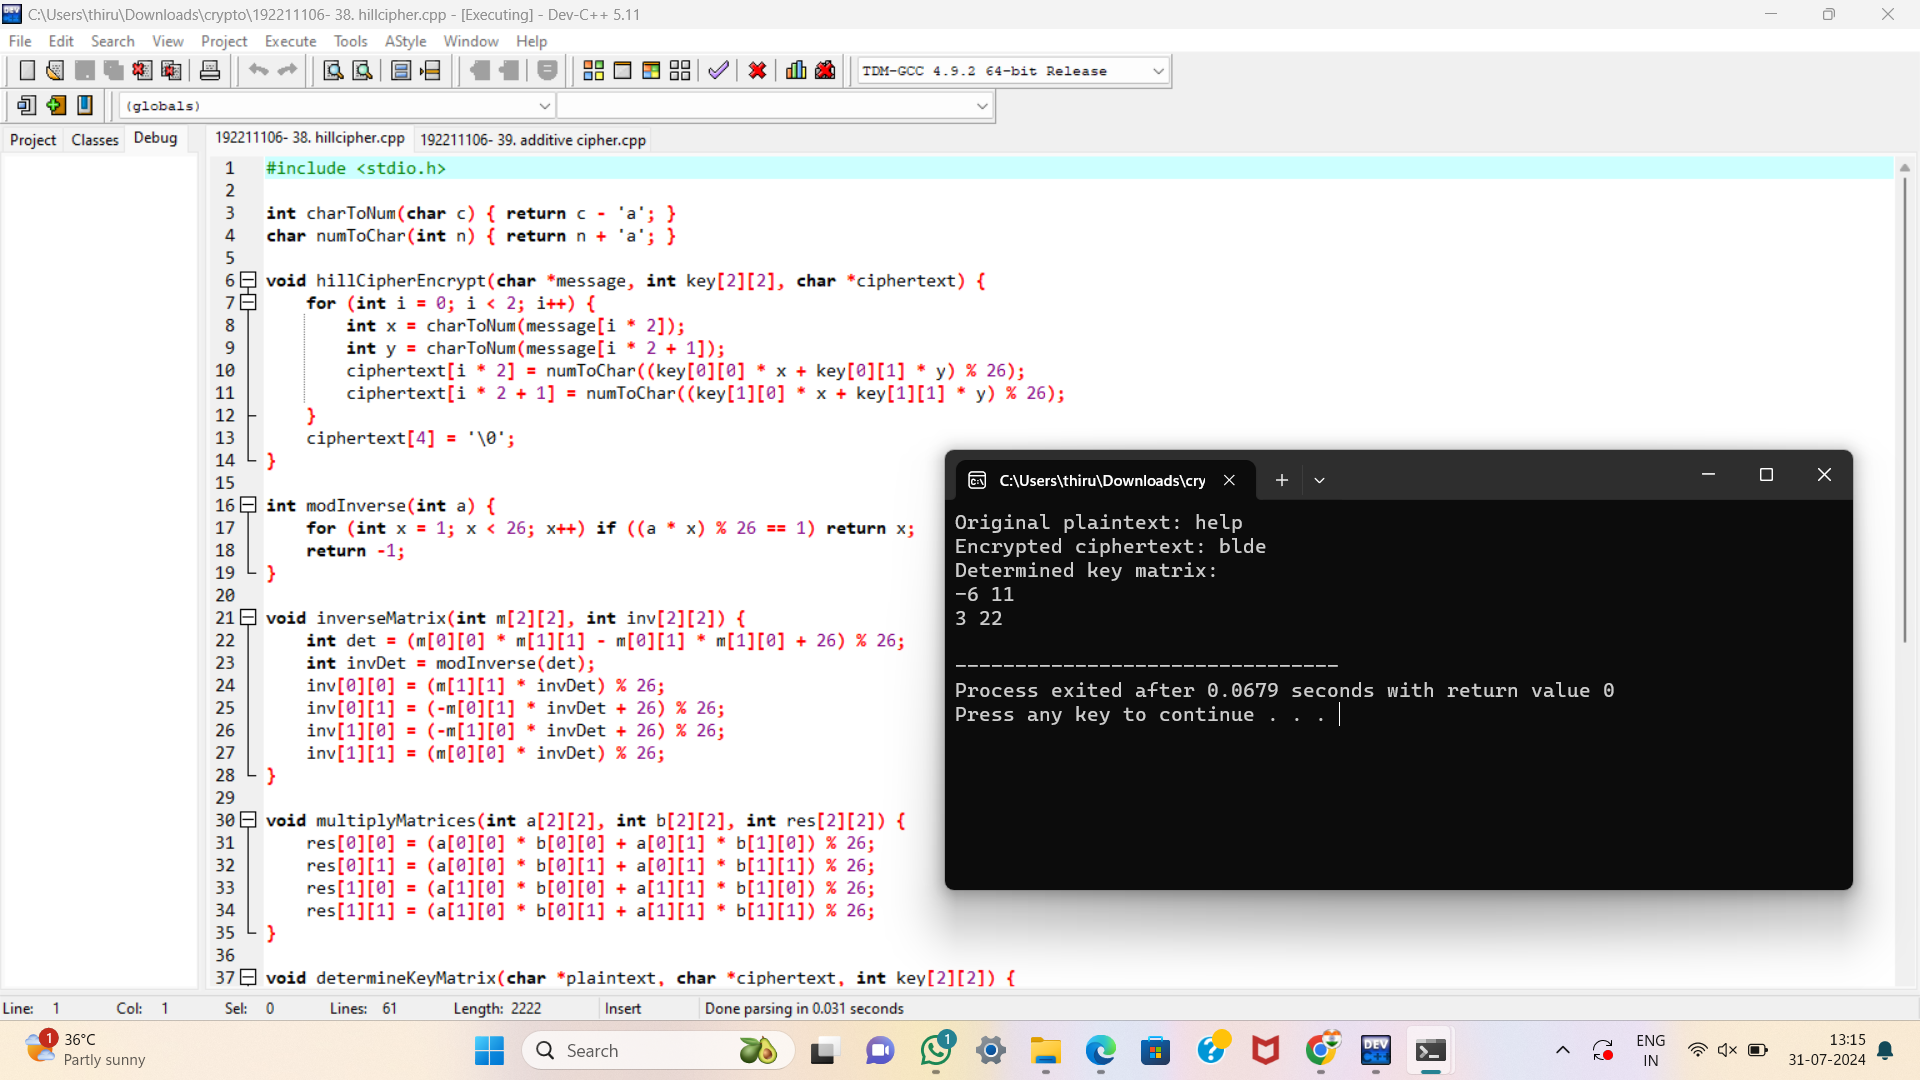 C:\Users\thiru\Downloads\crypto\192211106- 38. hillcipher.cpp - [Executing] - Dev-C++ 5.11
File Edit Search View Project Execute Tools AStyle Window Help
TDM-GCC 4.9.2 64-bit Release
(globals)
Project Classes Debug
192211106- 38. hillcipher.cpp 192211106- 39. additive cipher.cpp
1 #include <stdio.h>
2
3 int charToNum(char c) { return c - 'a'; }
4 char numToChar(int n) { return n + 'a'; }
5
6 void hillCipherEncrypt(char *message, int key[2][2], char *ciphertext) {
7 for (int i = 0; i < 2; i++) {
8 int x = charToNum(message[i * 2]);
9 int y = charToNum(message[i * 2 + 1]);
10 ciphertext[i * 2] = numToChar((key[0][0] * x + key[0][1] * y) % 26);
11 ciphertext[i * 2 + 1] = numToChar((key[1][0] * x + key[1][1] * y) % 26);
12 }
13 ciphertext[4] = '\0';
14 }
15
16 int modInverse(int a) {
17 for (int x = 1; x < 26; x++) if ((a * x) % 26 == 1) return x;
18 return -1;
19 }
20
21 void inverseMatrix(int m[2][2], int inv[2][2]) {
22 int det = (m[0][0] * m[1][1] - m[0][1] * m[1][0] + 26) % 26;
23 int invDet = modInverse(det);
24 inv[0][0] = (m[1][1] * invDet) % 26;
25 inv[0][1] = (-m[0][1] * invDet + 26) % 26;
26 inv[1][0] = (-m[1][0] * invDet + 26) % 26;
27 inv[1][1] = (m[0][0] * invDet) % 26;
28 }
29
30 void multiplyMatrices(int a[2][2], int b[2][2], int res[2][2]) {
31 res[0][0] = (a[0][0] * b[0][0] + a[0][1] * b[1][0]) % 26;
32 res[0][1] = (a[0][0] * b[0][1] + a[0][1] * b[1][1]) % 26;
33 res[1][0] = (a[1][0] * b[0][0] + a[1][1] * b[1][0]) % 26;
34 res[1][1] = (a[1][0] * b[0][1] + a[1][1] * b[1][1]) % 26;
35 }
36
37 void determineKeyMatrix(char *plaintext, char *ciphertext, int key[2][2]) {
C:\Users\thiru\Downloads\cry
Original plaintext: help
Encrypted ciphertext: blde
Determined key matrix:
-6 11
3 22
--------------------------------
Process exited after 0.0679 seconds with return value 0
Press any key to continue . . .
Line: 1 Col: 1 Sel: 0 Lines: 61 Length: 2222 Insert Done parsing in 0.031 seconds
1
36°C
Partly sunny
Search
1
DEV
C++
ENG
IN
13:15
31-07-2024